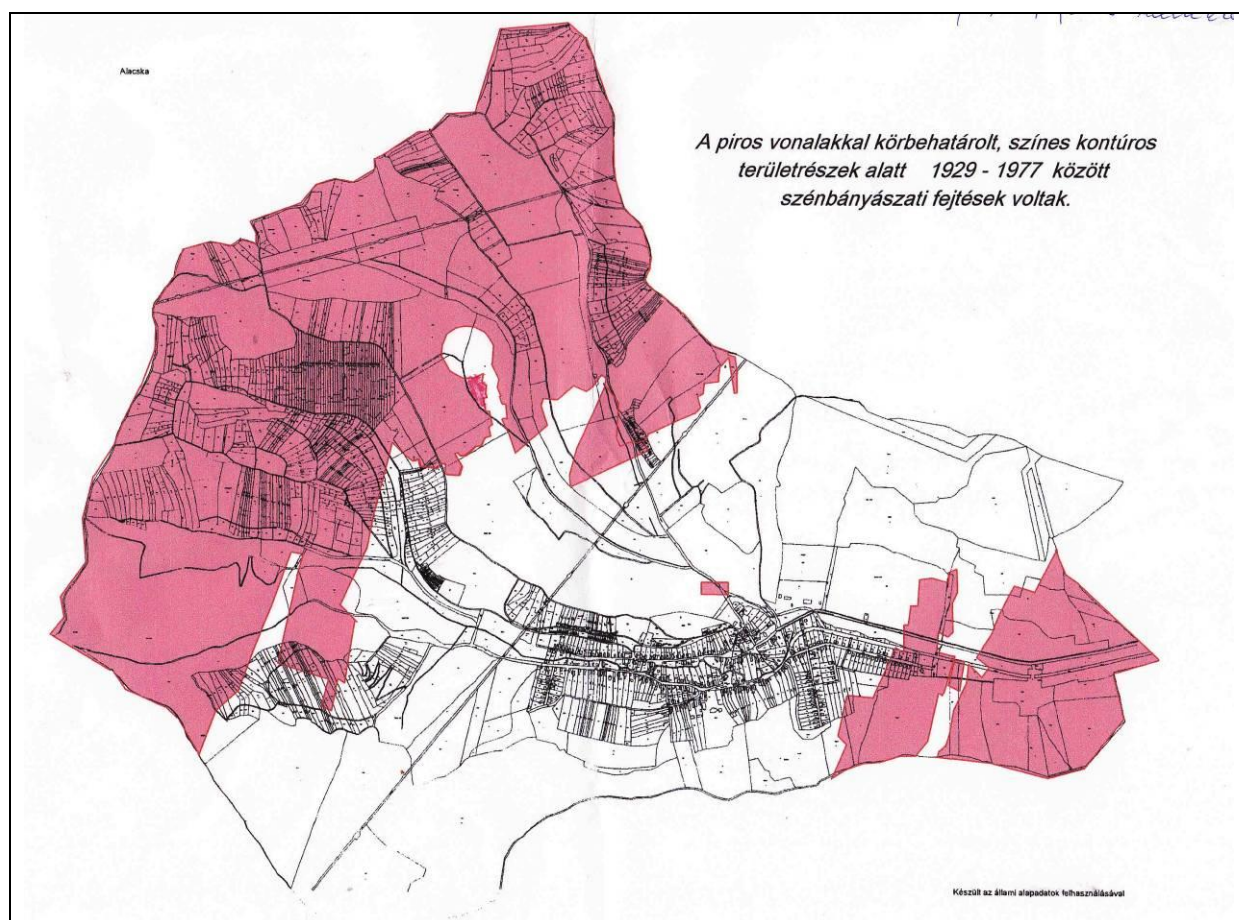 Alacska
A piros vonalakkal körbehatárolt, színes kontúros
területrészek alatt 1929 - 1977 között
szénbányászati fejtések voltak.
Készült az állami alapadatok felhasználásával